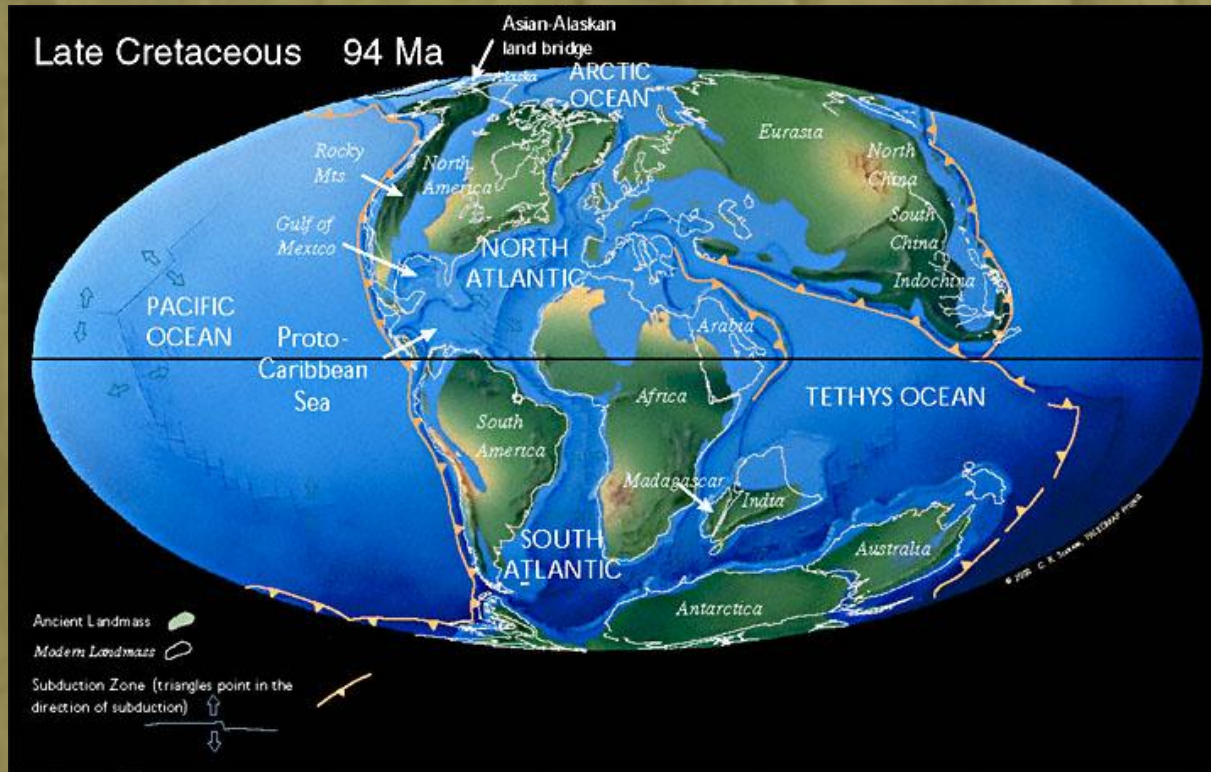 Late Cretaceous 94 Ma
Asian-Alaskan
land bridge
Alaska
ARCTIC
OCEAN
Eurasia
Rocky
Mts.
North
America
North
China
Gulf of
Mexico
South
China
NORTH
ATLANTIC
Indochina
PACIFIC
OCEAN
Arabia
Proto-
Caribbean
Sea
Africa
TETHYS OCEAN
South
America
Madagascar
India
SOUTH
ATLANTIC
Australia
Antarctica
Ancient Landmass
Modern Landmass
Subduction Zone (triangles point in the
direction of subduction)